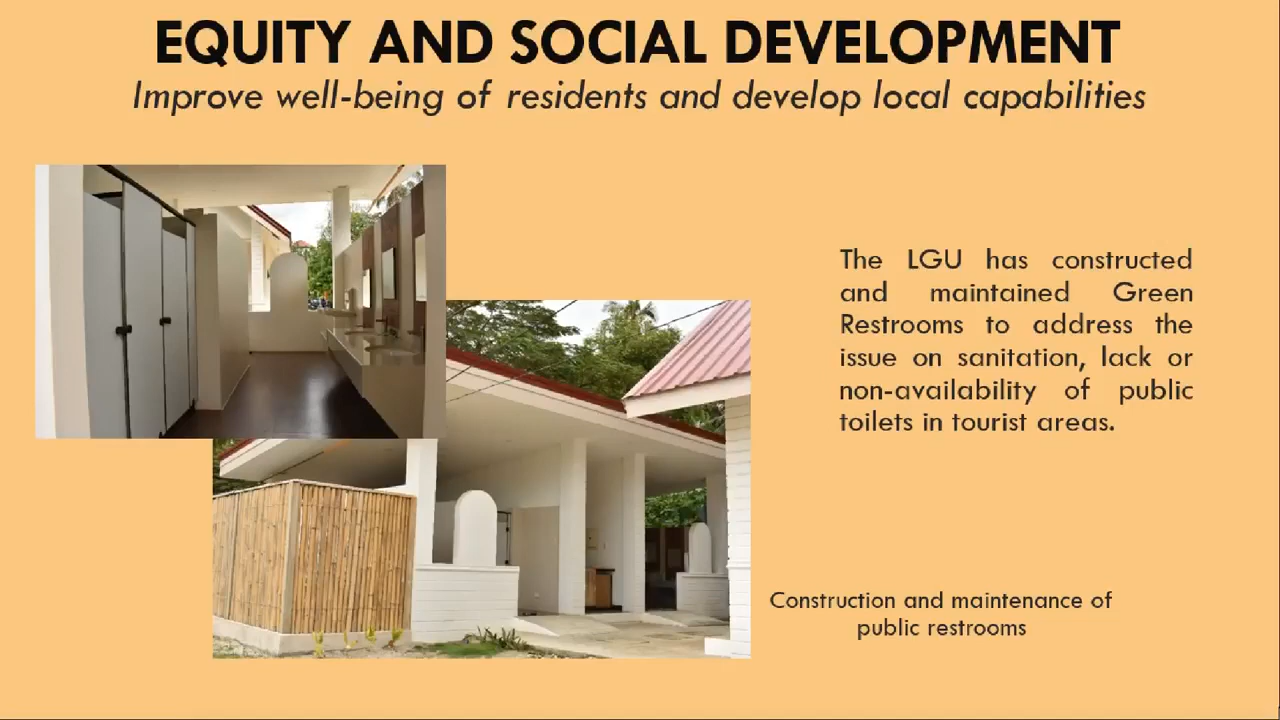 EQUITY AND SOCIAL DEVELOPMENT
Improve well-being of residents and develop local capabilities
The LGU has constructed
and maintained Green
Restrooms to address the
issue on sanitation, lack or
non-availability of public
toilets in tourist areas.
Construction and maintenance of
public restrooms